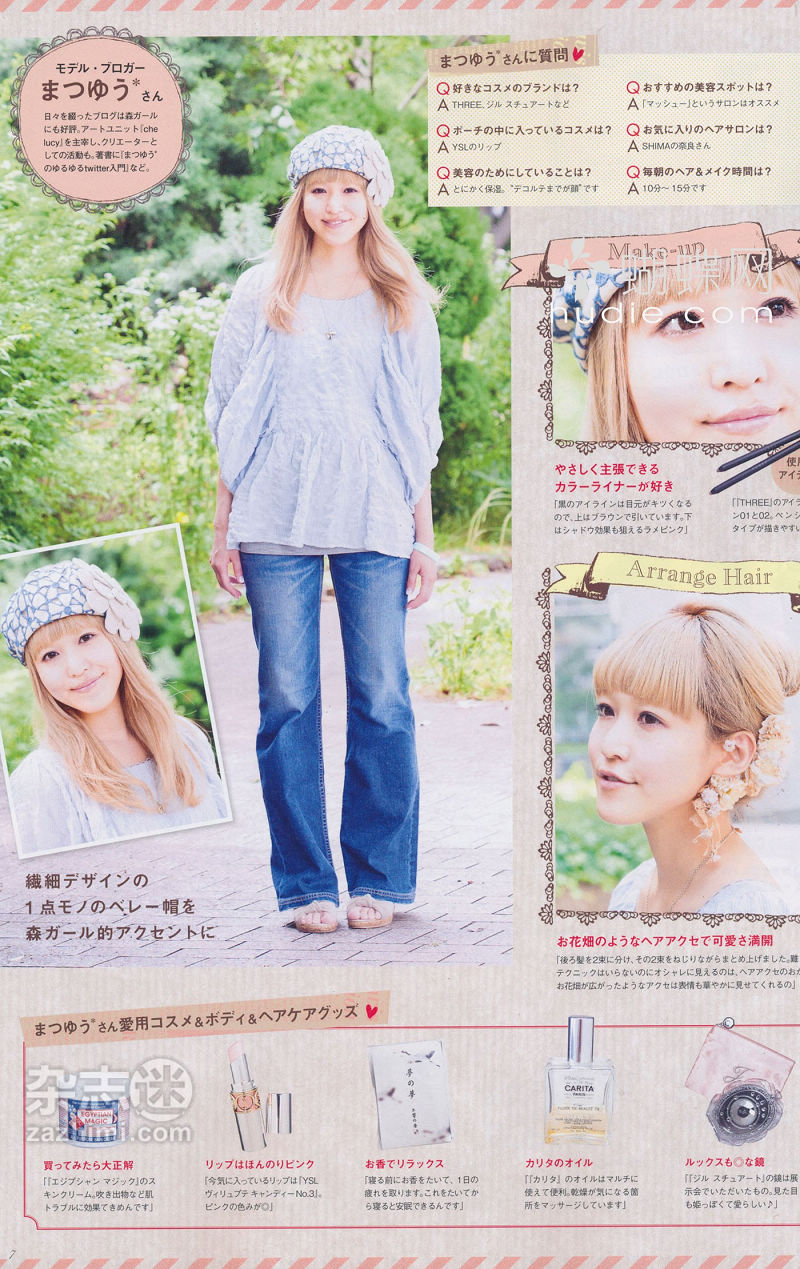 モデル・ブロガー
まつゆう*さん
日々を綴ったブログは森ガール
にも好評。アートユニット『che
lucy』を主宰し、クリエーターと
しての活動も。著書に『まつゆう*
のゆるゆるtwitter入門』など。
まつゆう*さんに質問
Q 好きなコスメのブランドは？
A THREE、ジル スチュアートなど
Q ポーチの中に入っているコスメは？
A YSLのリップ
Q 美容のためにしていることは？
A とにかく保湿。“デコルテまでが顔”です
Q おすすめの美容スポットは？
A 「マッシュー」というサロンはオススメ
Q お気に入りのヘアサロンは？
A SHIMAの奈良さん
Q 毎朝のヘア＆メイク時間は？
A 10分〜15分です
Make-up
nudie.com
やさしく主張できる
カラーライナーが好き
「黒のアイラインは目元がキツくなる
ので、上はブラウンで引いています。下
はシャドウ効果も狙えるラメピンク」
使用
アイテ
「『THREE』のアイラ
ン01と02。ペンシ
タイプが描きやすい
Arrange Hair
お花畑のようなヘアアクセで可愛さ満開
「後ろ髪を2束に分け、その2束をねじりながらまとめ上げました。難
テクニックはいらないのにオシャレに見えるのは、ヘアアクセのおか
お花畑が広がったようなアクセは表情も華やかに見せてくれるの」
繊細デザインの
1点モノのベレー帽を
森ガール的アクセントに
まつゆう*さん愛用コスメ＆ボディ＆ヘアケアグッズ
杂志迷
zazhimi.com
EGYPTIAN
MAGIC
夢の夢
CARITA
PARIS
買ってみたら大正解
「『エジプシャン マジック』のス
キンクリーム。吹き出物など肌
トラブルに効果てきめんです」
リップはほんのりピンク
「今気に入っているリップは『YSL
ヴィリュプテ キャンディーNo.3』。
ピンクの色みが◎」
お香でリラックス
「寝る前にお香をたいて、1日の
疲れを取ります。これをたいてか
ら寝ると安眠できるんです」
カリタのオイル
「『カリタ』のオイルはマルチに
使えて便利。乾燥が気になる箇
所をマッサージしています」
ルックスも◎な鏡
「『ジル スチュアート』の鏡は展
示会でいただいたもの。見た目
も姫っぽくて愛らしい♪」
7